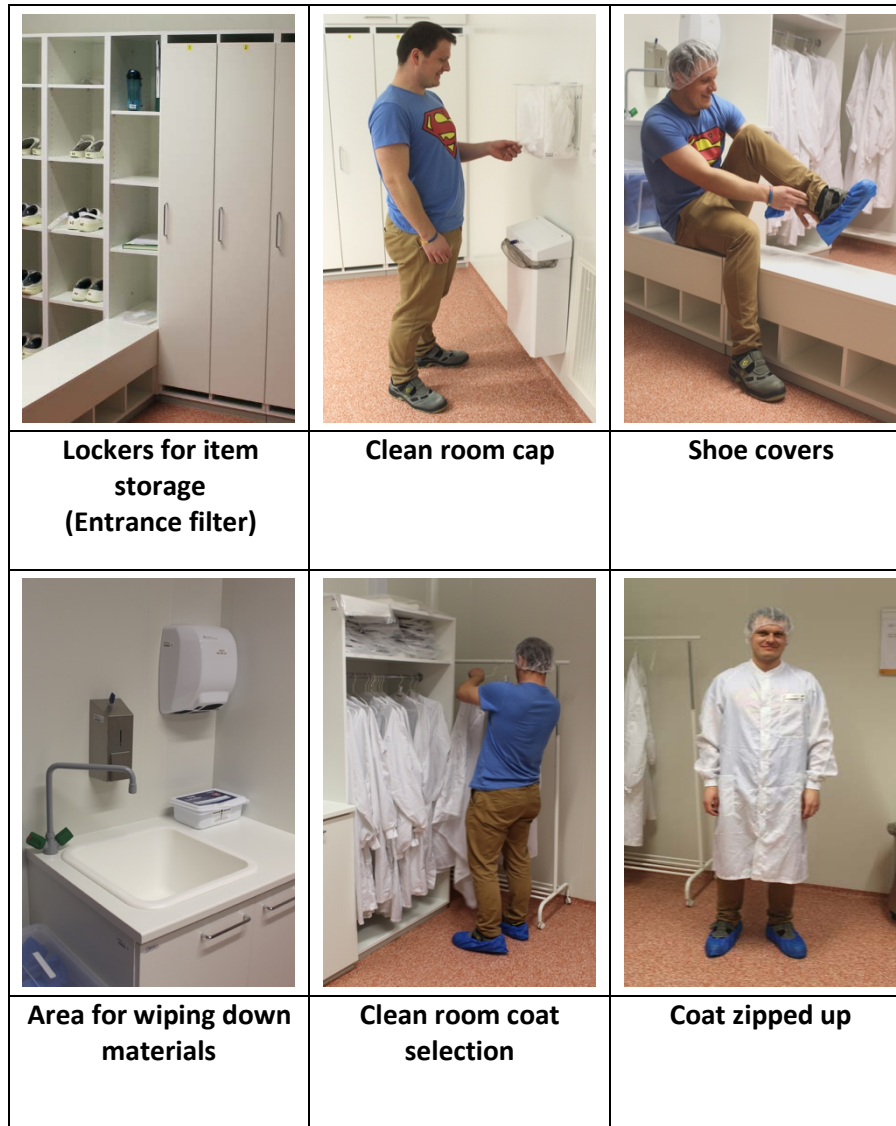 Lockers for item
storage
(Entrance filter)
Clean room cap
Shoe covers
Area for wiping down
materials
Clean room coat
selection
Coat zipped up